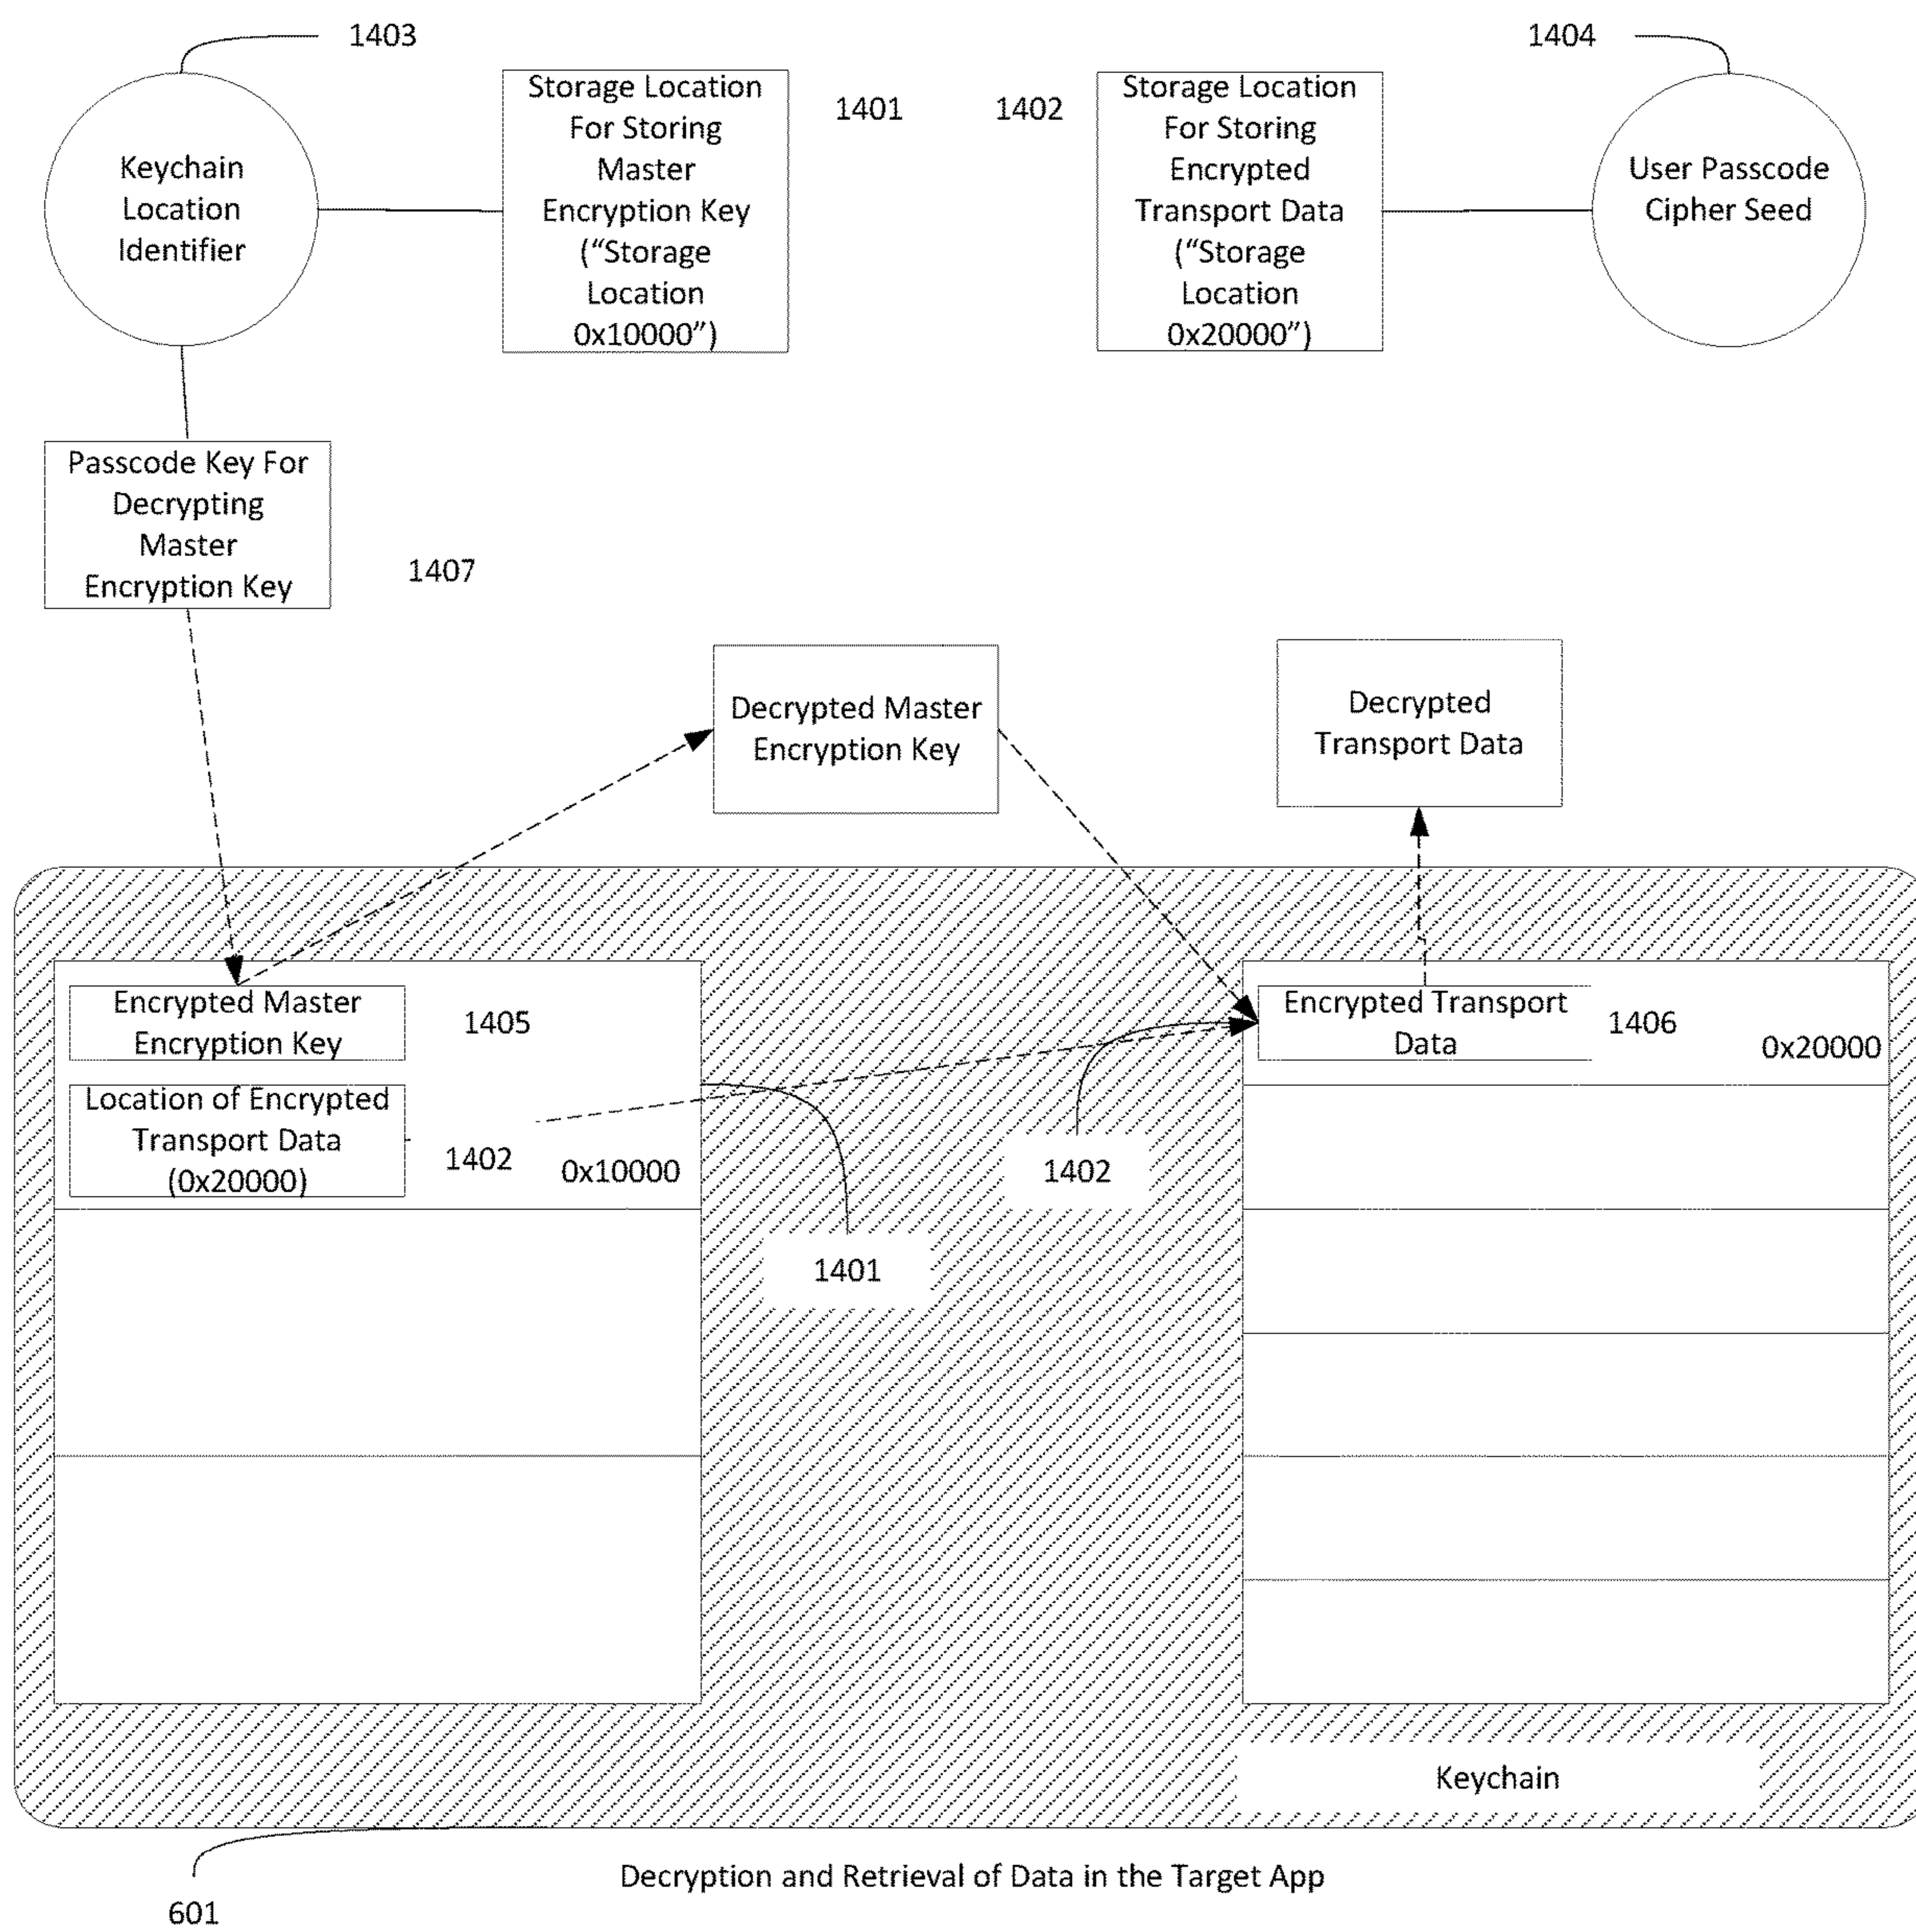 1403
1404
Keychain
Location
Identifier
Storage Location
For Storing
Master
Encryption Key
(“Storage
Location
0x10000”)
1401
1402
Storage Location
For Storing
Encrypted
Transport Data
(“Storage
Location
0x20000”)
User Passcode
Cipher Seed
Passcode Key For
Decrypting
Master
Encryption Key
1407
Decrypted Master
Encryption Key
Decrypted
Transport Data
Encrypted Master
Encryption Key
1405
Location of Encrypted
Transport Data
(0x20000)
1402
0x10000
1401
1402
Encrypted Transport
Data
1406
0x20000
Keychain
Decryption and Retrieval of Data in the Target App
601